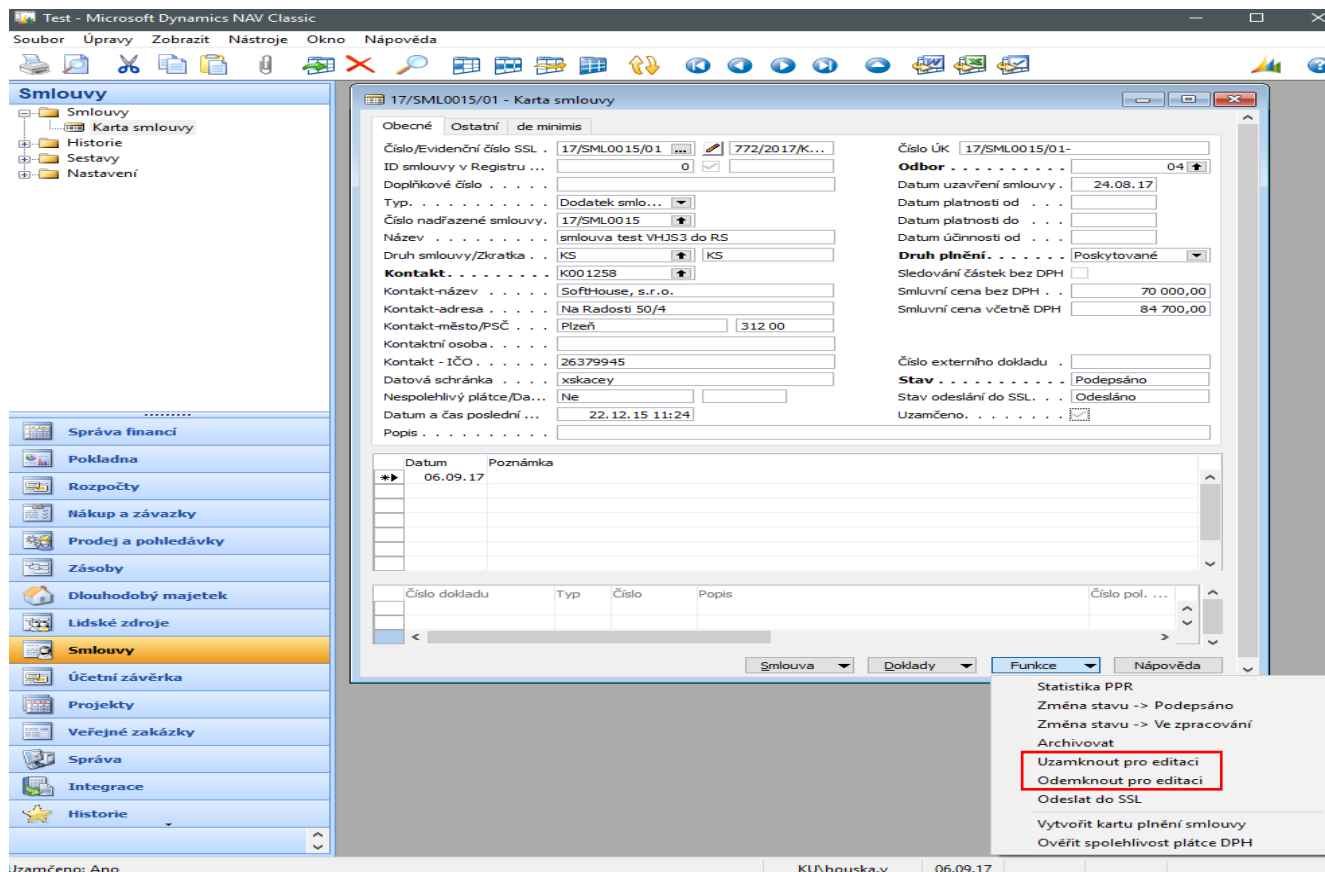 Test - Microsoft Dynamics NAV Classic
Soubor Úpravy Zobrazit Nástroje Okno Nápověda
Smlouvy
Smlouvy
Karta smlouvy
Historie
Sestavy
Nastavení
Správa financí
Pokladna
Rozpočty
Nákup a závazky
Prodej a pohledávky
Zásoby
Dlouhodobý majetek
Lidské zdroje
Smlouvy
Účetní závěrka
Projekty
Veřejné zakázky
Správa
Integrace
Historie
17/SML0015/01 - Karta smlouvy
Obecné Ostatní de minimis
Číslo/Evidenční číslo SSL . 17/SML0015/01 ... 772/2017/K... Číslo ÚK 17/SML0015/01-
ID smlouvy v Registru ... 0 Odbor . . . . . . . . . . 04
Doplňkové číslo . . . . . Datum uzavření smlouvy . 24.08.17
Typ. . . . . . . . . . . Dodatek smlo... Datum platnosti od . . .
Číslo nadřazené smlouvy. 17/SML0015 Datum platnosti do . . .
Název . . . . . . . . . smlouva test VHJS3 do RS Datum účinnosti od . . .
Druh smlouvy/Zkratka . . KS KS Druh plnění. . . . . . . Poskytované
Kontakt. . . . . . . . . K001258 Sledování částek bez DPH
Kontakt-název . . . . . SoftHouse, s.r.o. Smluvní cena bez DPH . . 70 000,00
Kontakt-adresa . . . . . Na Radosti 50/4 Smluvní cena včetně DPH 84 700,00
Kontakt-město/PSČ . . . Plzeň 312 00
Kontaktní osoba. . . . .
Kontakt - IČO. . . . . . 26379945 Číslo externího dokladu .
Datová schránka . . . . xskacey Stav . . . . . . . . . . . Podepsáno
Nespolehlivý plátce/Da... Ne Stav odeslání do SSL. . . Odesláno
Datum a čas poslední ... 22.12.15 11:24 Uzamčeno. . . . . . . .
Popis . . . . . . . . . .
Datum Poznámka
06.09.17
Číslo dokladu Typ Číslo Popis Číslo pol. ...
Smlouva Doklady Funkce Nápověda
Statistika PPR
Změna stavu -> Podepsáno
Změna stavu -> Ve zpracování
Archivovat
Uzamknout pro editaci
Odemknout pro editaci
Odeslat do SSL
Vytvořit kartu plnění smlouvy
Ověřit spolehlivost plátce DPH
Uzamčeno: Ano KU\houska.v 06.09.17